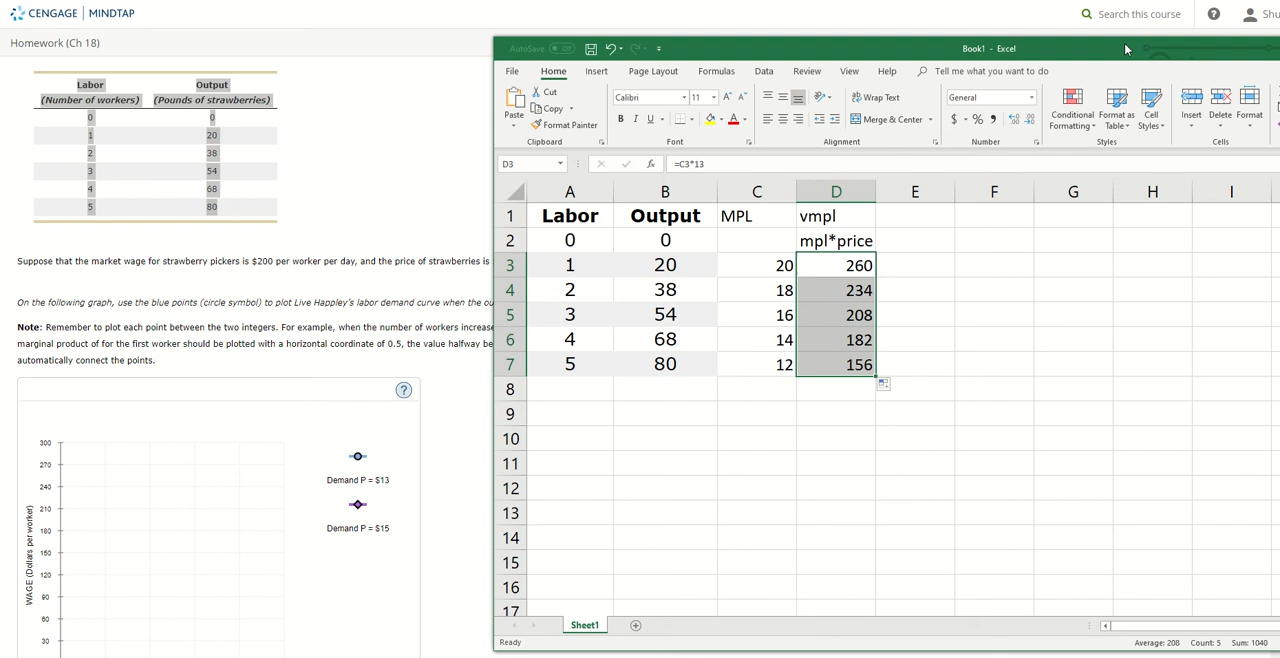 CENGAGE | MINDTAP
Search this course
Homework (Ch 18)
Labor Output
(Number of workers) (Pounds of strawberries)
0 0
1 20
2 38
3 54
4 68
5 80
Suppose that the market wage for strawberry pickers is $200 per worker per day, and the price of strawberries is
On the following graph, use the blue points (circle symbol) to plot Live Happley's labor demand curve when the ou
Note: Remember to plot each point between the two integers. For example, when the number of workers increase
marginal product of for the first worker should be plotted with a horizontal coordinate of 0.5, the value halfway be
automatically connect the points.
?
300
270
240
210
180
150
120
90
60
30
WAGE (Dollars per worker)
Demand P = $13
Demand P = $15
AutoSave Off
Book1 - Excel
File Home Insert Page Layout Formulas Data Review View Help Tell me what you want to do
Paste
Cut
Copy
Format Painter
Clipboard
Calibri 11
B I U
Font
Wrap Text
Merge & Center
Alignment
General
$ % ,
Number
Conditional Formatting
Format as Table
Cell Styles
Styles
Insert Delete Format
Cells
D3 fx =C3*13
A B C D E F G H I
1 Labor Output MPL vmpl
2 0 0 mpl*price
3 1 20 20 260
4 2 38 18 234
5 3 54 16 208
6 4 68 14 182
7 5 80 12 156
8
9
10
11
12
13
14
15
16
17
Sheet1
Ready
Average: 208 Count: 5 Sum: 1040